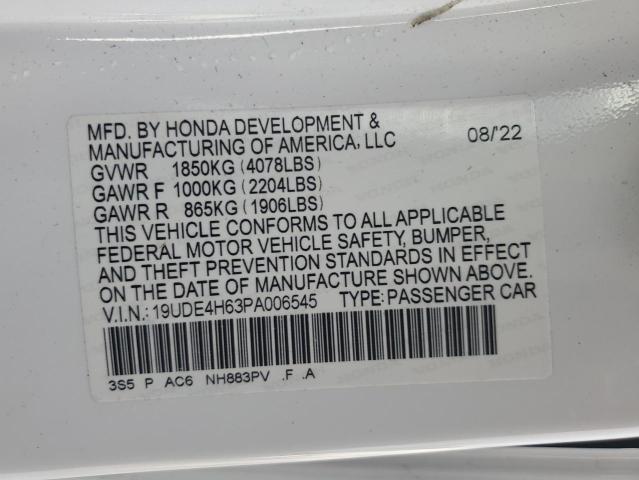 MFD. BY HONDA DEVELOPMENT &
MANUFACTURING OF AMERICA, LLC 08/'22
GVWR 1850KG (4078LBS)
GAWR F 1000KG (2204LBS)
GAWR R 865KG (1906LBS)
THIS VEHICLE CONFORMS TO ALL APPLICABLE
FEDERAL MOTOR VEHICLE SAFETY, BUMPER,
AND THEFT PREVENTION STANDARDS IN EFFECT
ON THE DATE OF MANUFACTURE SHOWN ABOVE.
V.I.N.: 19UDE4H63PA006545 TYPE: PASSENGER CAR
3S5 P AC6 NH883PV .F .A